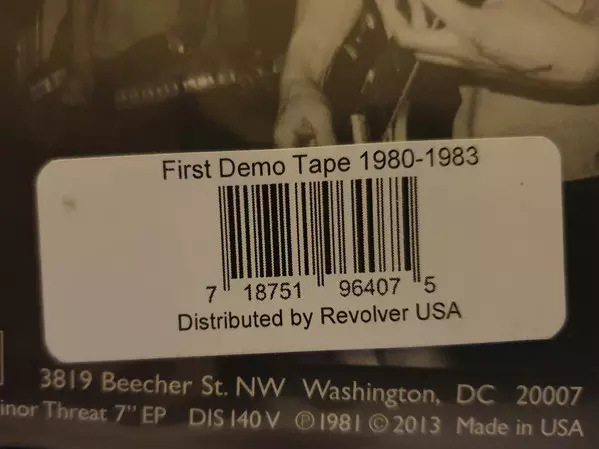 First Demo Tape 1980-1983
7 18751 96407 5
Distributed by Revolver USA
3819 Beecher St. NW Washington, DC 20007
inor Threat 7" EP DIS 140 V ℗ 1981 © 2013 Made in USA